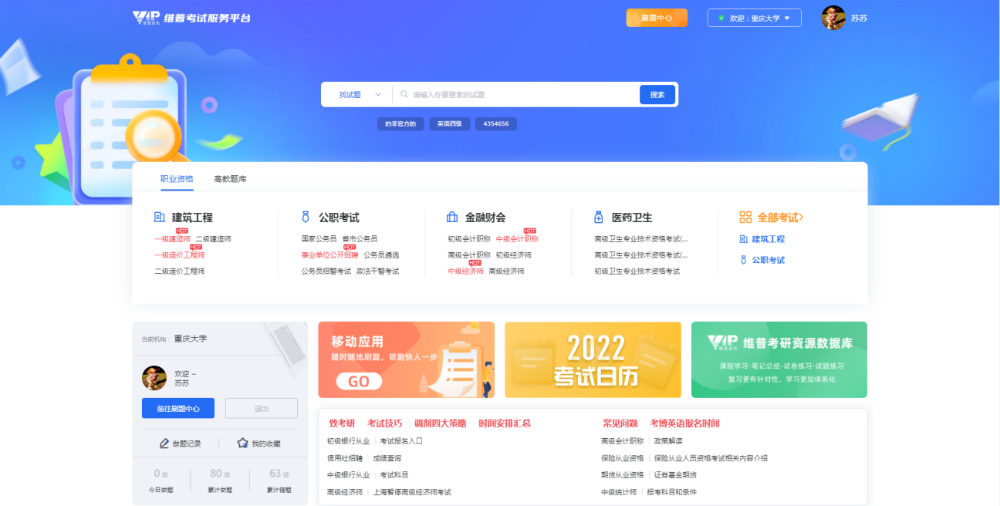 VIP 维普资讯 维普考试服务平台
刷题中心
欢迎：重庆大学
苏苏
找试题
请输入你要搜索的试题
搜索
的非官方的 英语四级 4354656
职业资格 高教题库
建筑工程
HOT
一级建造师 二级建造师
HOT
一级造价工程师
二级造价工程师
公职考试
国家公务员 省市公务员
HOT
事业单位公开招聘 公务员遴选
公务员招警考试 政法干警考试
金融财会
HOT
初级会计职称 中级会计职称
高级会计职称 初级经济师
HOT
中级经济师 高级经济师
医药卫生
高级卫生专业技术资格考试(...
高级卫生专业技术资格考试(...
初级卫生专业技术资格考试
全部考试>
建筑工程
公职考试
当前机构： 重庆大学
欢迎 ~
苏苏
前往刷题中心
退出
做题记录
我的收藏
0 道
今日做题
80 道
累计做题
63 道
累计错题
移动应用
随时随地刷题，领跑快人一步
GO
2022
考试日历
VIP 维普资讯 维普考研资源数据库
课程学习-笔记总结-试卷练习-试题练习
复习更有针对性，学习更加体系化
致考研 考试技巧 调剂四大策略 时间安排汇总
初级银行从业 | 考试报名入口
信用社招聘 | 成绩查询
中级银行从业 | 考试科目
高级经济师 | 上海暂停高级经济师考试
常见问题 考博英语报名时间
高级会计职称 | 政策解读
保险从业资格 | 保险从业人员资格考试相关内容介绍
期货从业资格 | 证券基金期货
中级统计师 | 报考科目和条件